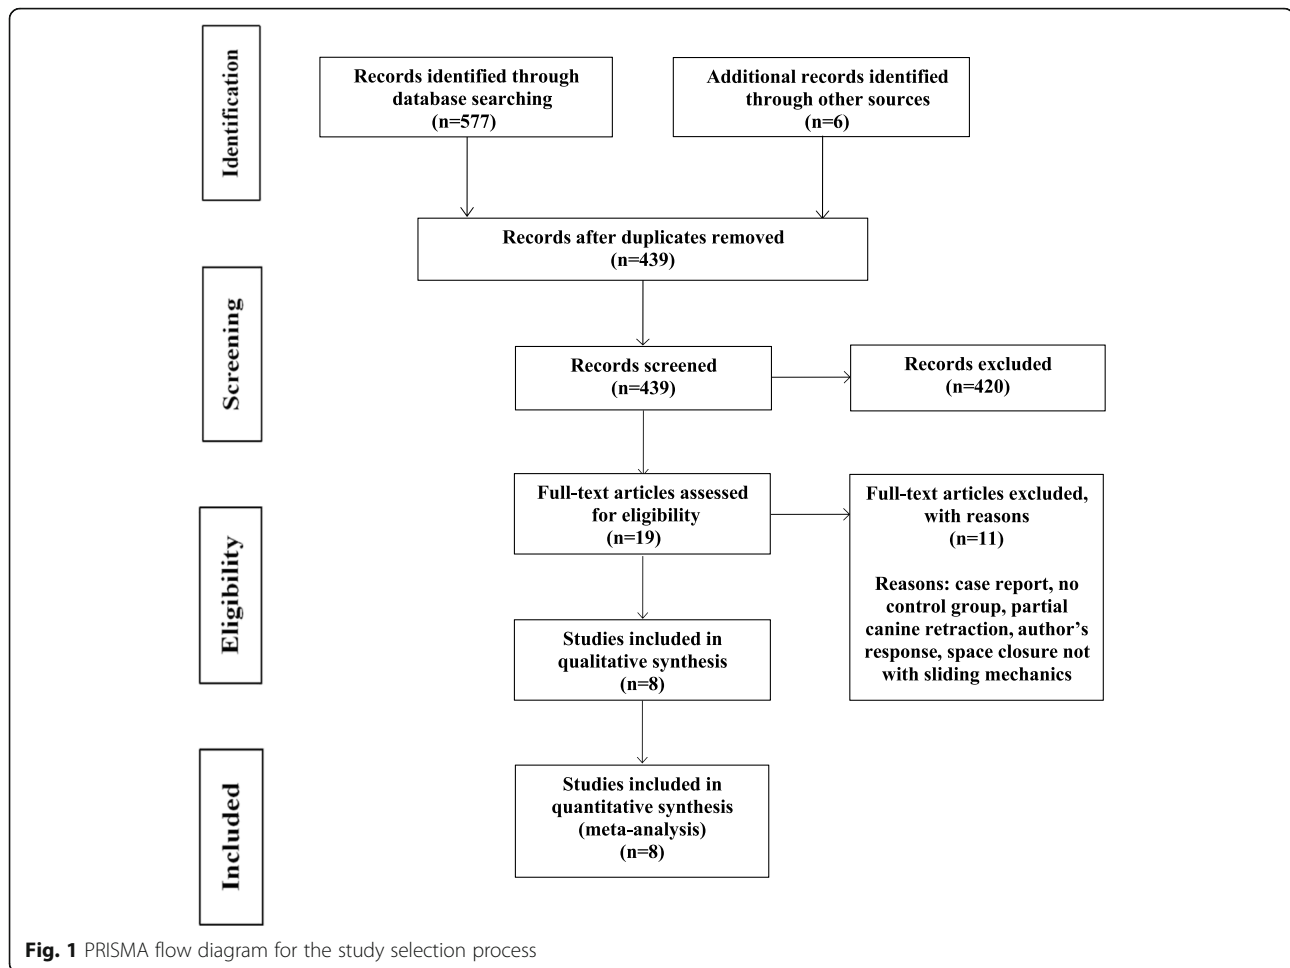 Identification
Records identified through
database searching
(n=577)
Additional records identified
through other sources
(n=6)
Records after duplicates removed
(n=439)
Screening
Records screened
(n=439)
Records excluded
(n=420)
Eligibility
Full-text articles assessed
for eligibility
(n=19)
Full-text articles excluded,
with reasons
(n=11)
Reasons: case report, no
control group, partial
canine retraction, author’s
response, space closure not
with sliding mechanics
Studies included in
qualitative synthesis
(n=8)
Included
Studies included in
quantitative synthesis
(meta-analysis)
(n=8)
Fig. 1 PRISMA flow diagram for the study selection process